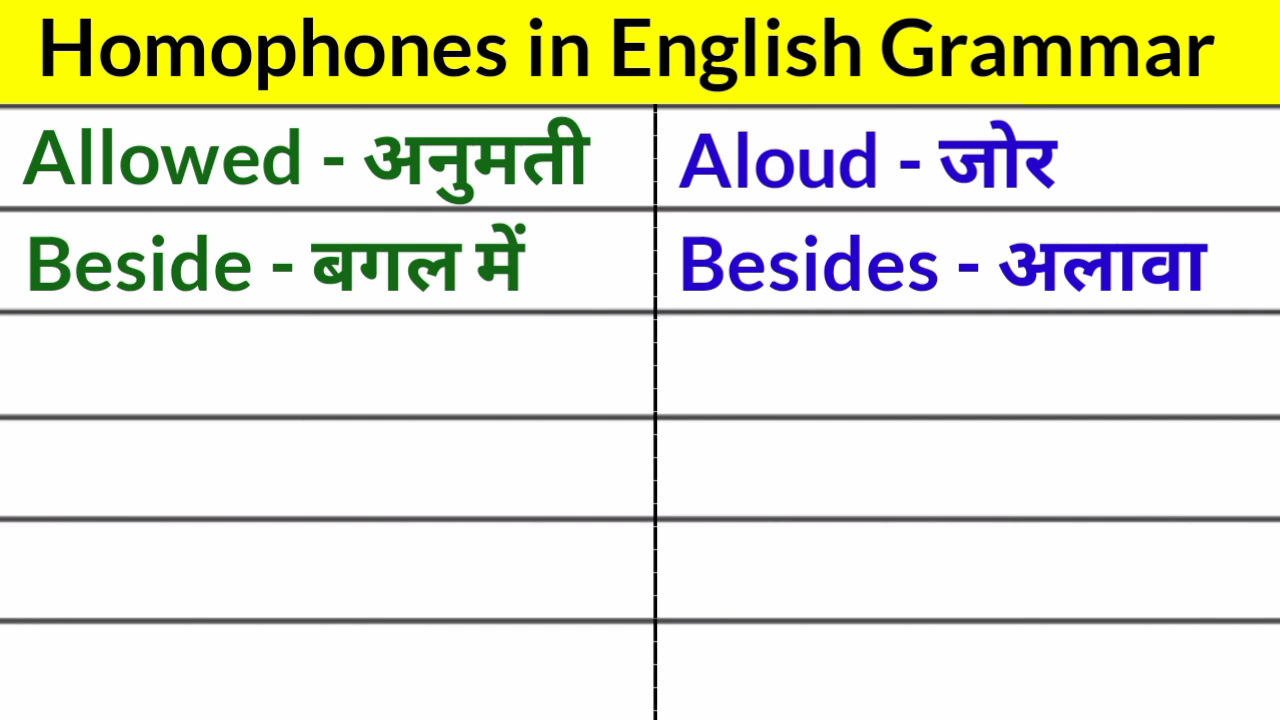 Homophones in English Grammar
Allowed - अनुमती
Aloud - जोर
Beside - बगल में
Besides - अलावा